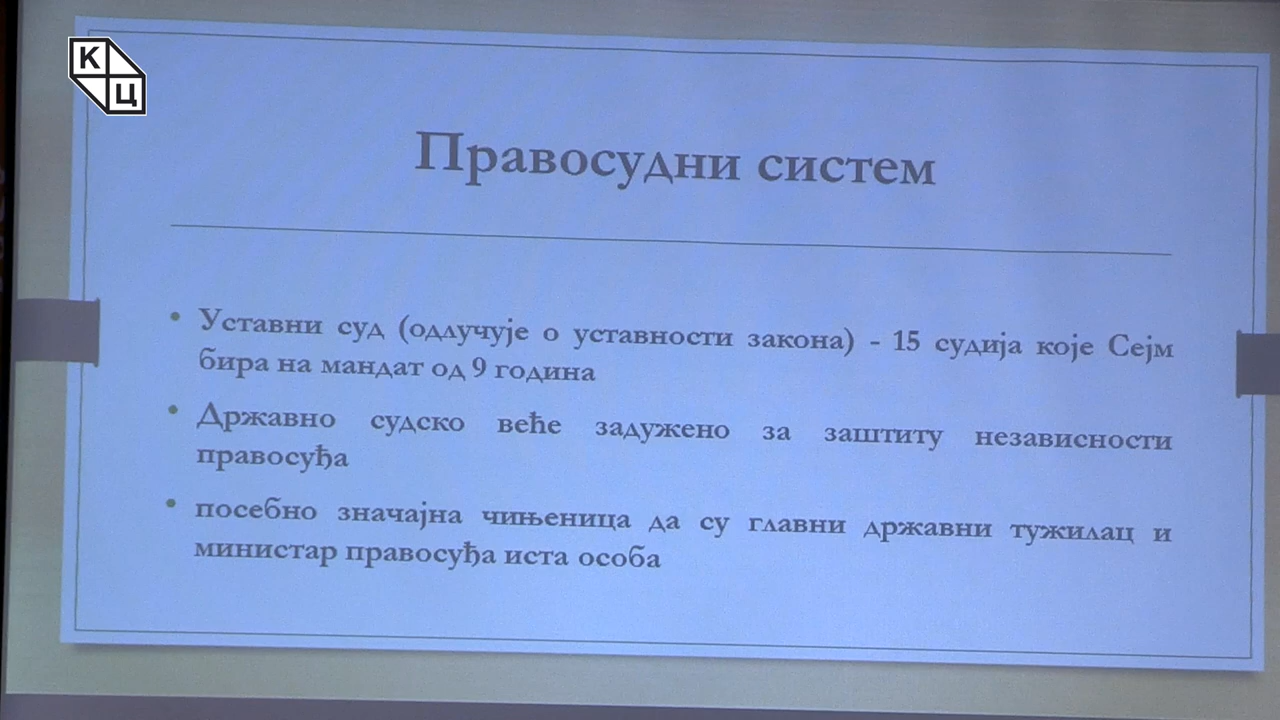 К
Ц
Правосудни систем
• Уставни суд (одлучује о уставности закона) - 15 судија које Сејм
бира на мандат од 9 година
• Државно судско веће задужено за заштиту независности
правосуђа
• посебно значајна чињеница да су главни државни тужилац и
министар правосуђа иста особа